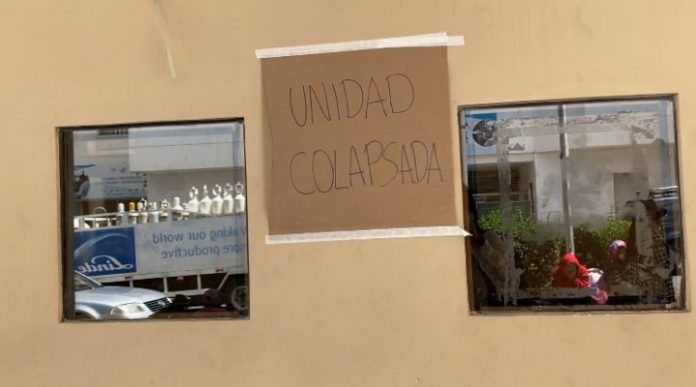 UNIDAD
COLAPSADA
Making our world
more productive
Linde